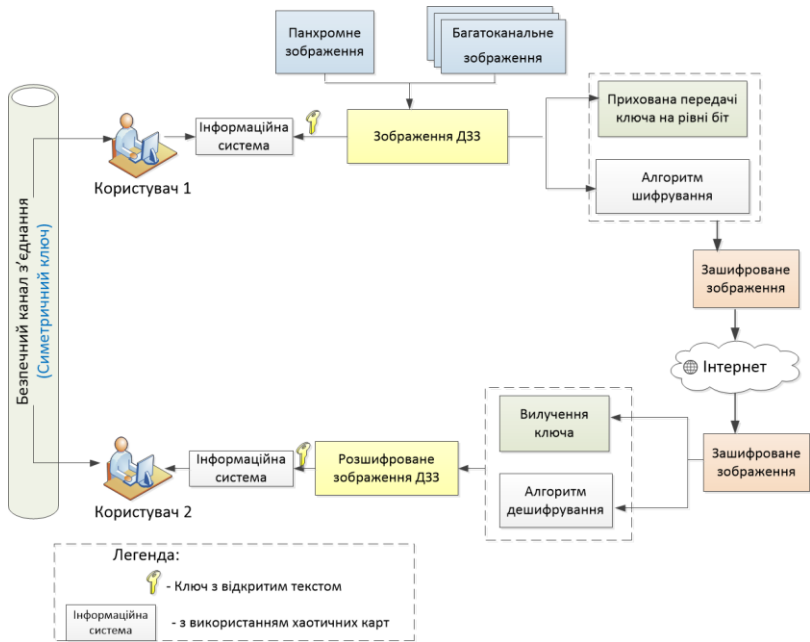 Панхромне
зображення
Багатоканальне
зображення
Безпечний канал з’єднання
(Симетричний ключ)
Користувач 1
Інформаційна
система
Зображення ДЗЗ
Прихована передачі
ключа на рівні біт
Алгоритм
шифрування
Зашифроване
зображення
Інтернет
Зашифроване
зображення
Вилучення
ключа
Алгоритм
дешифрування
Розшифроване
зображення ДЗЗ
Інформаційна
система
Користувач 2
Легенда:
- Ключ з відкритим текстом
Інформаційна
система
- з використанням хаотичних карт